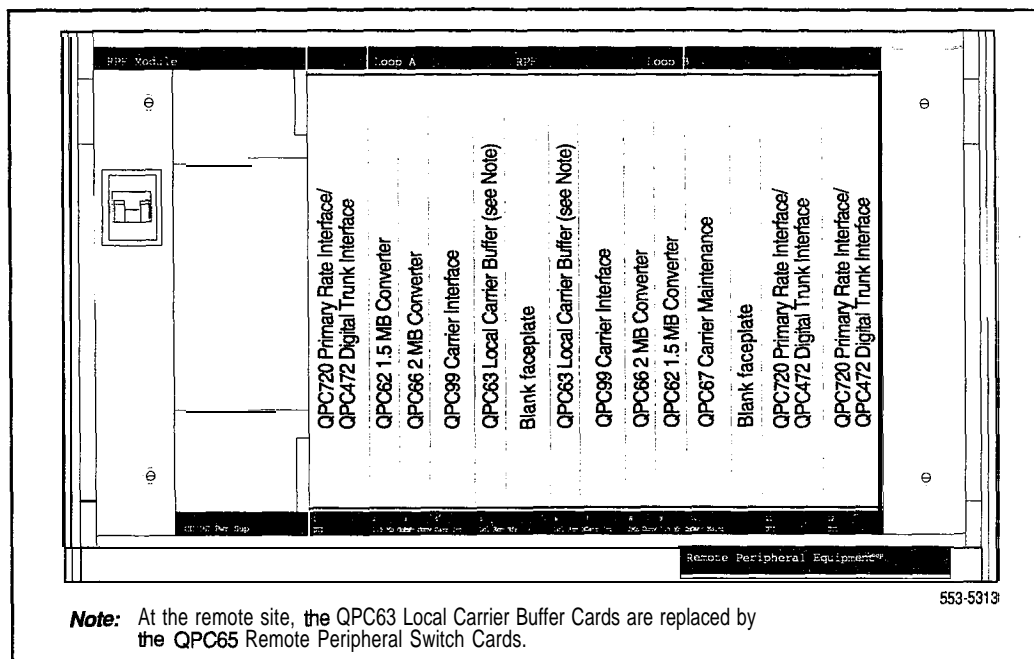 RPE Module
Loop A
RPE
Loop B
QPC720 Primary Rate Interface/
QPC472 Digital Trunk Interface
QPC62 1.5 MB Converter
QPC66 2 MB Converter
QPC99 Carrier Interface
QPC63 Local Carrier Buffer (see Note)
Blank faceplate
QPC63 Local Carrier Buffer (see Note)
QPC99 Carrier Interface
QPC66 2 MB Converter
QPC62 1.5 MB Converter
QPC67 Carrier Maintenance
Blank faceplate
QPC720 Primary Rate Interface/
QPC472 Digital Trunk Interface
QPC720 Primary Rate Interface/
QPC472 Digital Trunk Interface
Pwr Sup
Remote Peripheral Equipment
553-5313
Note: At the remote site, the QPC63 Local Carrier Buffer Cards are replaced by
the QPC65 Remote Peripheral Switch Cards.